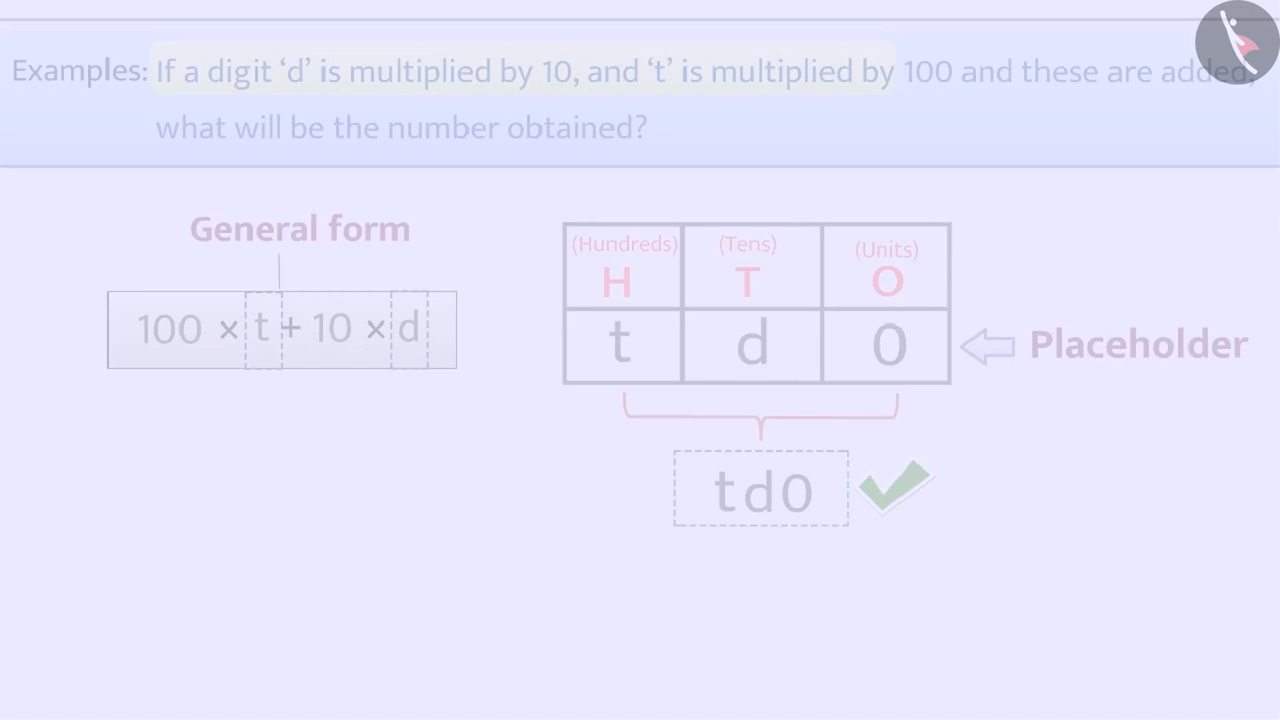 Examples: If a digit ‘d’ is multiplied by 10, and ‘t’ is multiplied by 100 and these are added,
what will be the number obtained?
General form
100 × t + 10 × d
(Hundreds) (Tens) (Units)
H T O
t d 0
Placeholder
td0